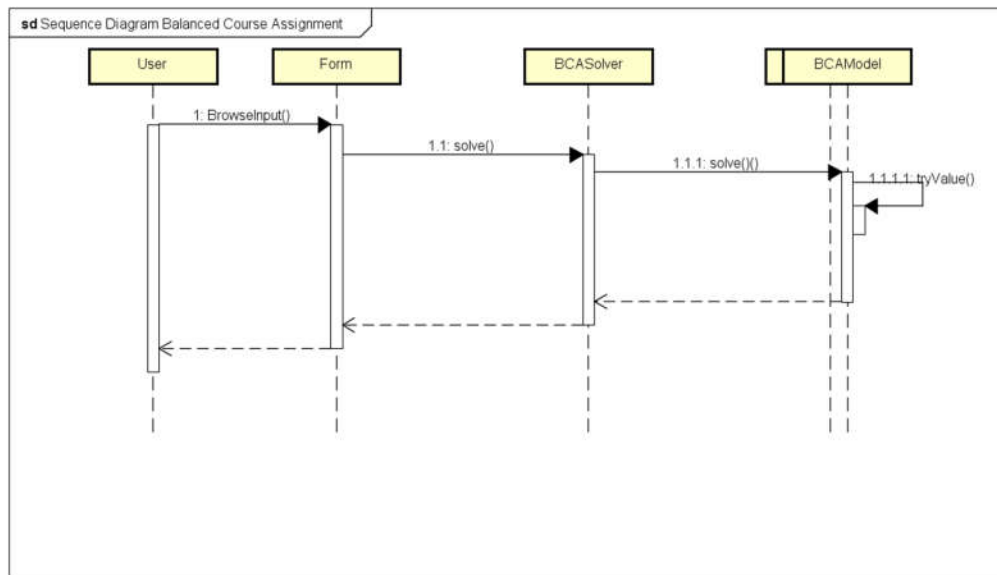 sd Sequence Diagram Balanced Course Assignment
User
Form
BCASolver
BCAModel
1: BrowseInput()
1.1: solve()
1.1.1: solve()()
1.1.1.1: tryValue()